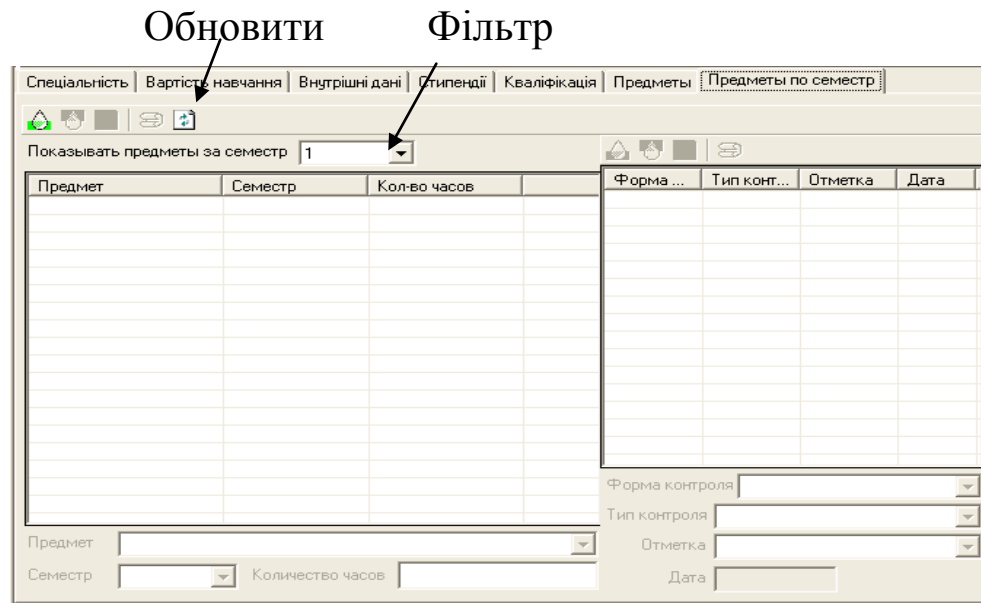 Обновити Фільтр
Спеціальність Вартість навчання Внутрішні дані Стипендії Кваліфікація Предметы Предметы по семестр
Показывать предметы за семестр 1
Предмет Семестр Кол-во часов
Форма ... Тип конт... Отметка Дата
Форма контроля
Тип контроля
Отметка
Дата
Предмет
Семестр Количество часов